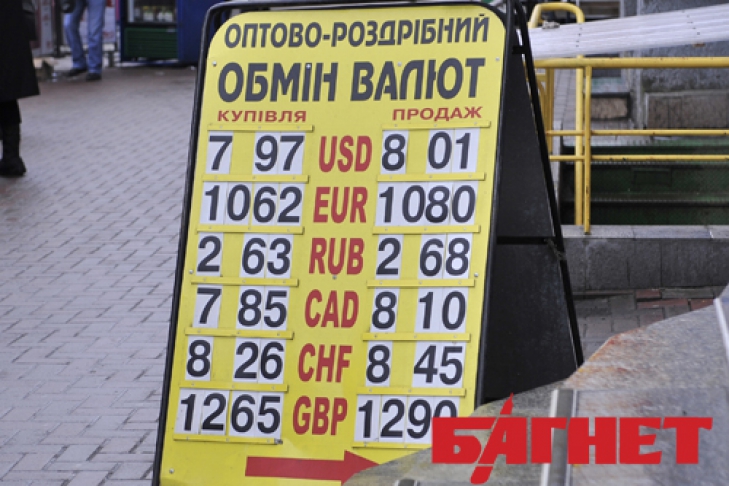 ОПТОВО-РОЗДРІБНИЙ
ОБМІН ВАЛЮТ
КУПІВЛЯ ПРОДАЖ
7 97 USD 8 01
1062 EUR 1080
2 63 RUB 2 68
7 85 CAD 8 10
8 26 CHF 8 45
1265 GBP 1290
БАГНЕТ